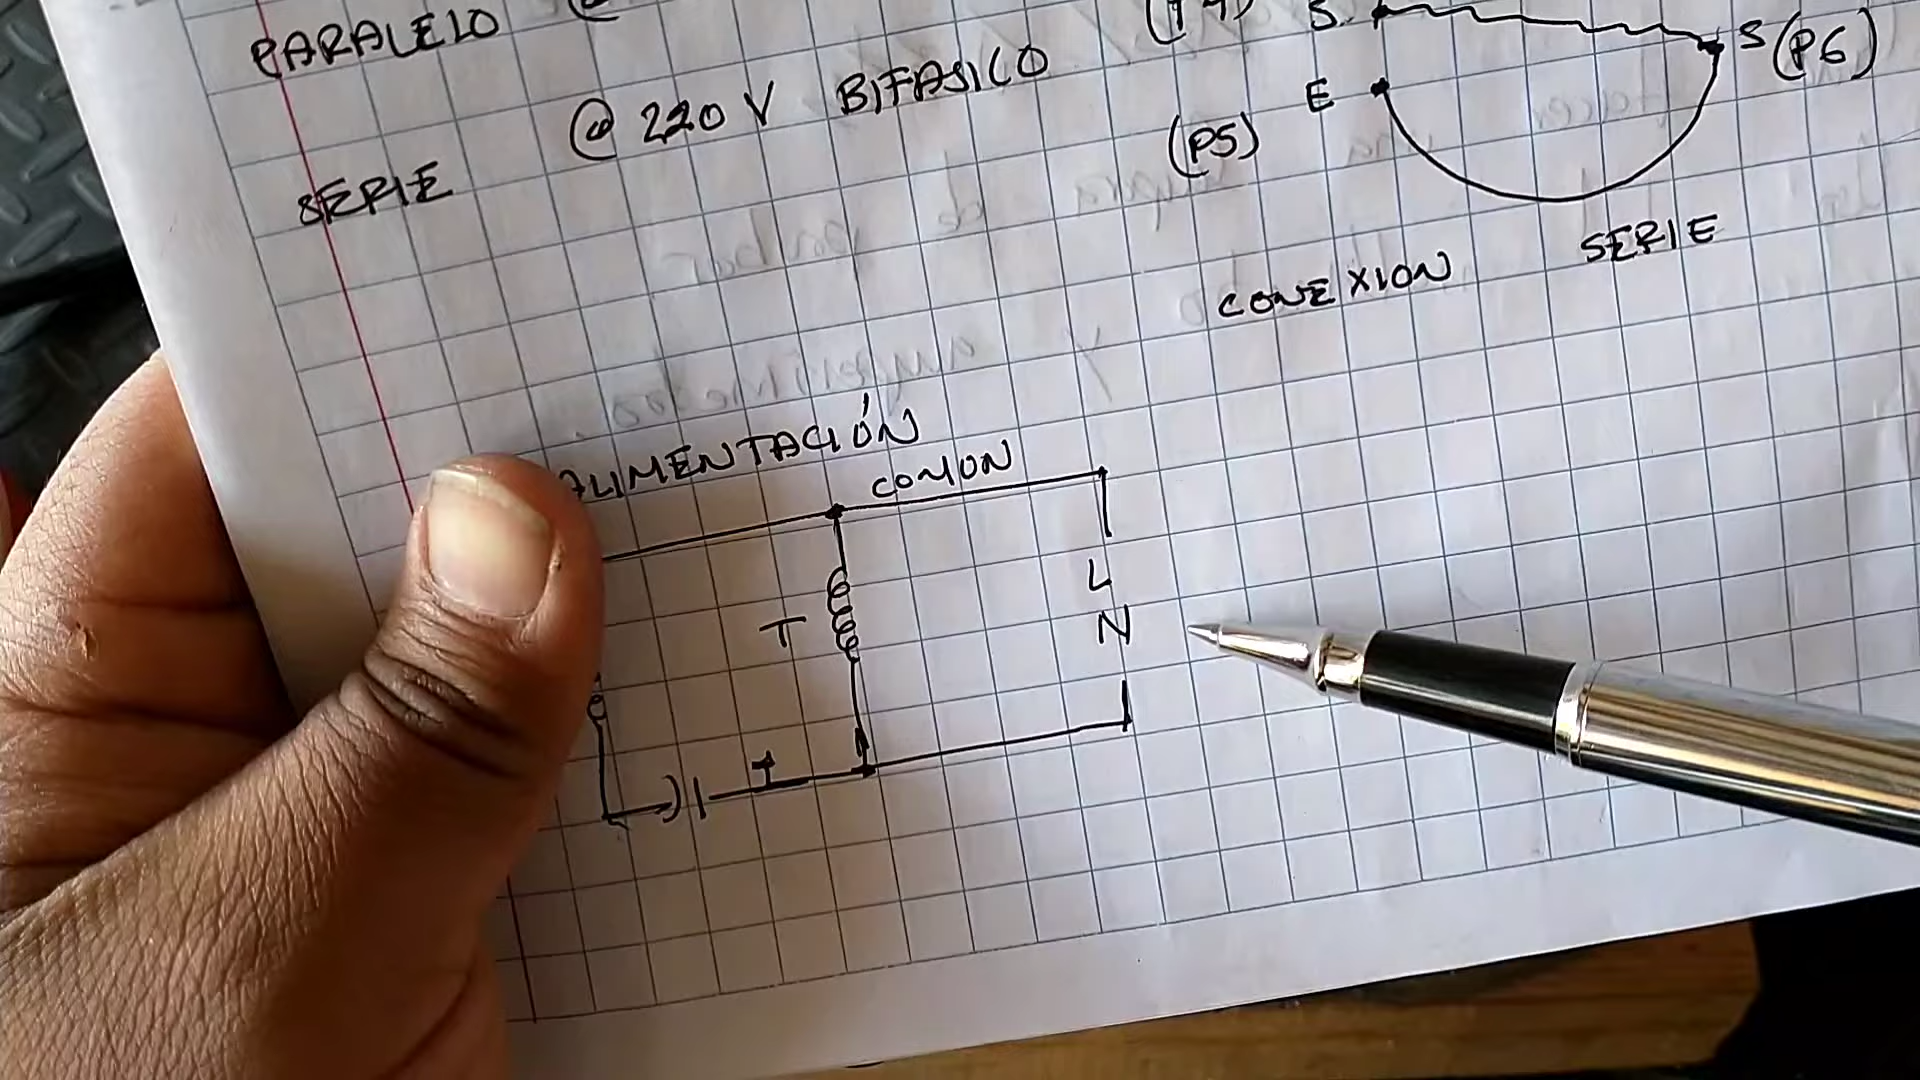 PARALELO @
@ 220 V BIFASICO
SERIE
S
S (P6)
E
(P5)
CONEXION SERIE
ALIMENTACIÓN
COMUN
L
T
N